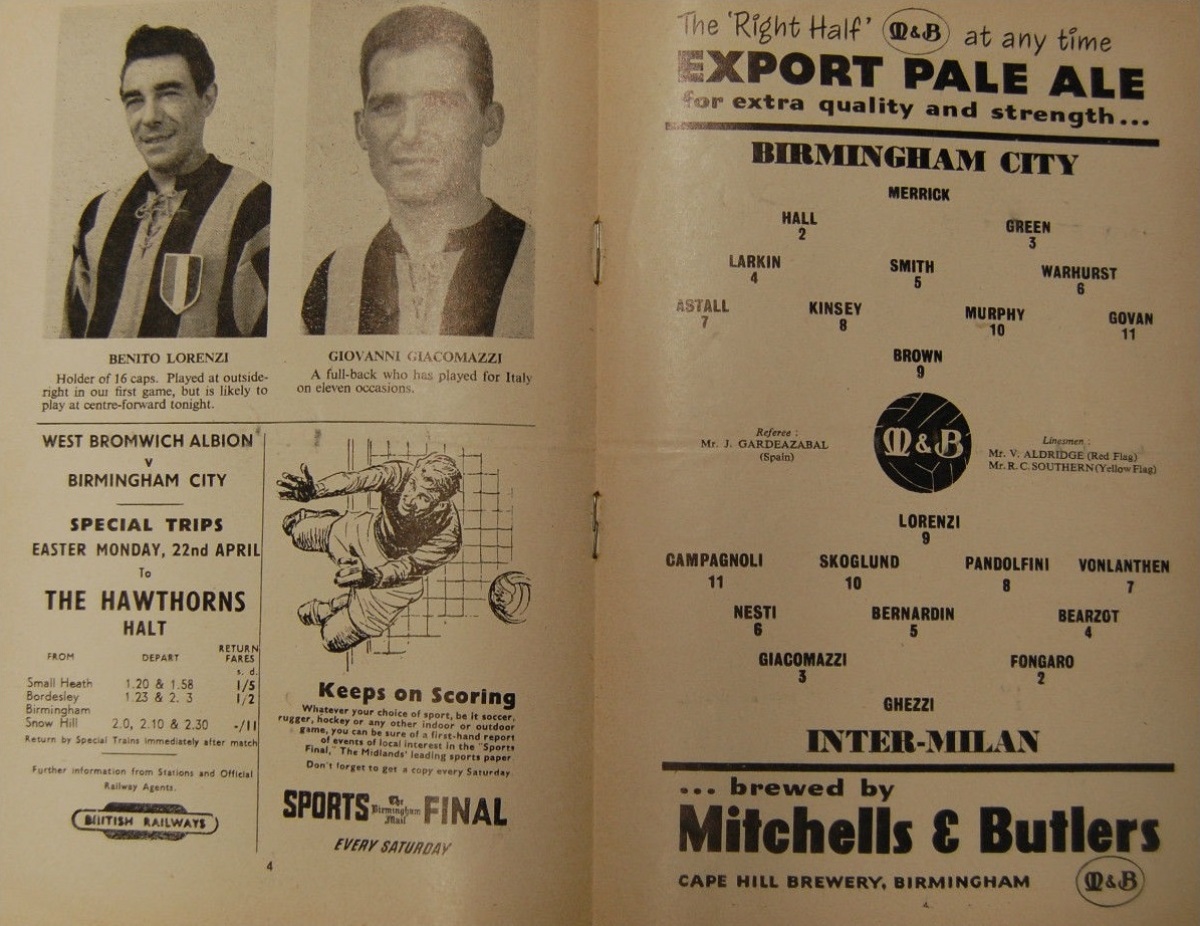 BENITO LORENZI
Holder of 16 caps. Played at outside-
right in our first game, but is likely to
play at centre-forward tonight.
GIOVANNI GIACOMAZZI
A full-back who has played for Italy
on eleven occasions.
WEST BROMWICH ALBION
v
BIRMINGHAM CITY
SPECIAL TRIPS
EASTER MONDAY, 22nd APRIL
To
THE HAWTHORNS
HALT
FROM DEPART RETURN FARES
s. d.
Small Heath 1.20 & 1.58 1/5
Bordesley 1.23 & 2. 3 1/2
Birmingham
Snow Hill 2.0, 2.10 & 2.30 -/11
Return by Special Trains immediately after match
Further information from Stations and Official
Railway Agents.
BRITISH RAILWAYS
Keeps on Scoring
Whatever your choice of sport, be it soccer,
rugger, hockey or any other indoor or outdoor
game, you can be sure of a first-hand report
of events of local interest in the "Sports
Final," The Midlands' leading sports paper.
Don't forget to get a copy every Saturday.
SPORTS The Birmingham Mail FINAL
EVERY SATURDAY
4
The 'Right Half' M&B at any time
EXPORT PALE ALE
for extra quality and strength...
BIRMINGHAM CITY
MERRICK
HALL GREEN
2 3
LARKIN SMITH WARHURST
4 5 6
ASTALL KINSEY MURPHY GOVAN
7 8 10 11
BROWN
9
Referee :
Mr. J. GARDEAZABAL
(Spain)
M&B
Linesmen :
Mr. V. ALDRIDGE (Red Flag)
Mr. R. C. SOUTHERN (Yellow Flag)
LORENZI
9
CAMPAGNOLI SKOGLUND PANDOLFINI VONLANTHEN
11 10 8 7
NESTI BERNARDIN BEARZOT
6 5 4
GIACOMAZZI FONGARO
3 2
GHEZZI
INTER-MILAN
... brewed by
Mitchells & Butlers
CAPE HILL BREWERY, BIRMINGHAM M&B